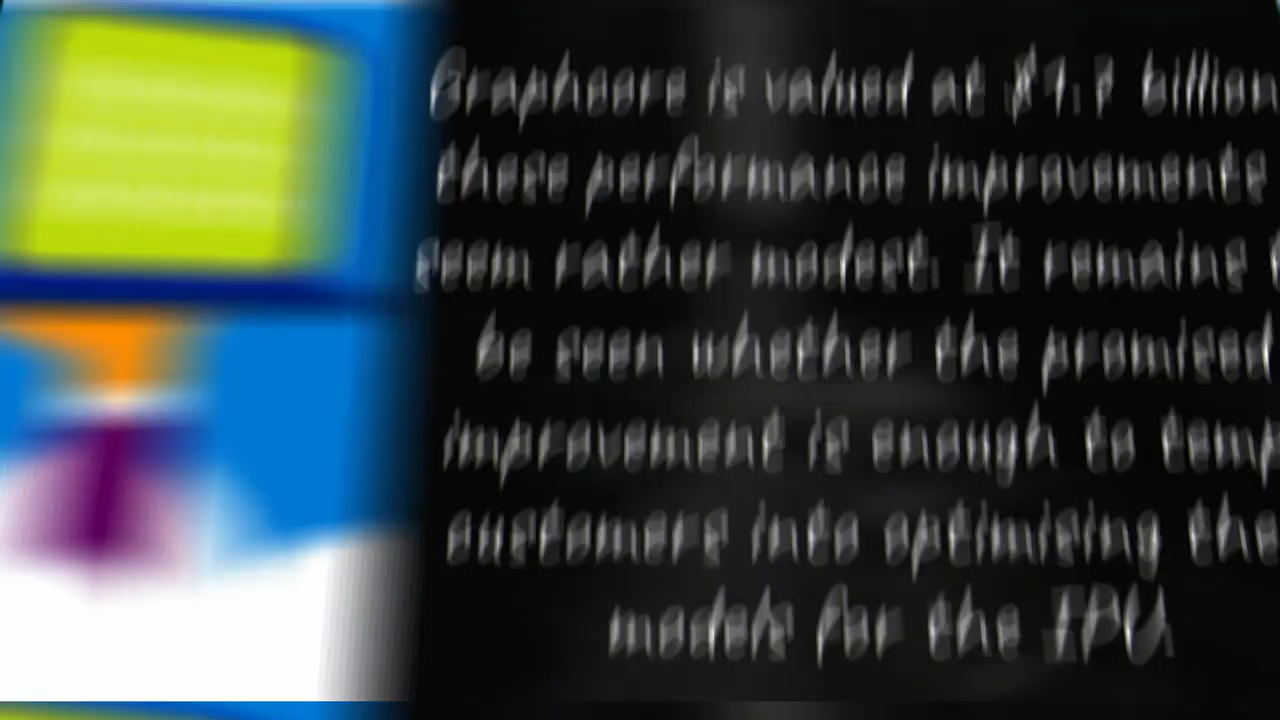 Graphcore is valued at billion
these performance improvements
seem rather modest. It remains
be seen whether the promised
improvement is enough to
customers into optimising the
models for the IPU